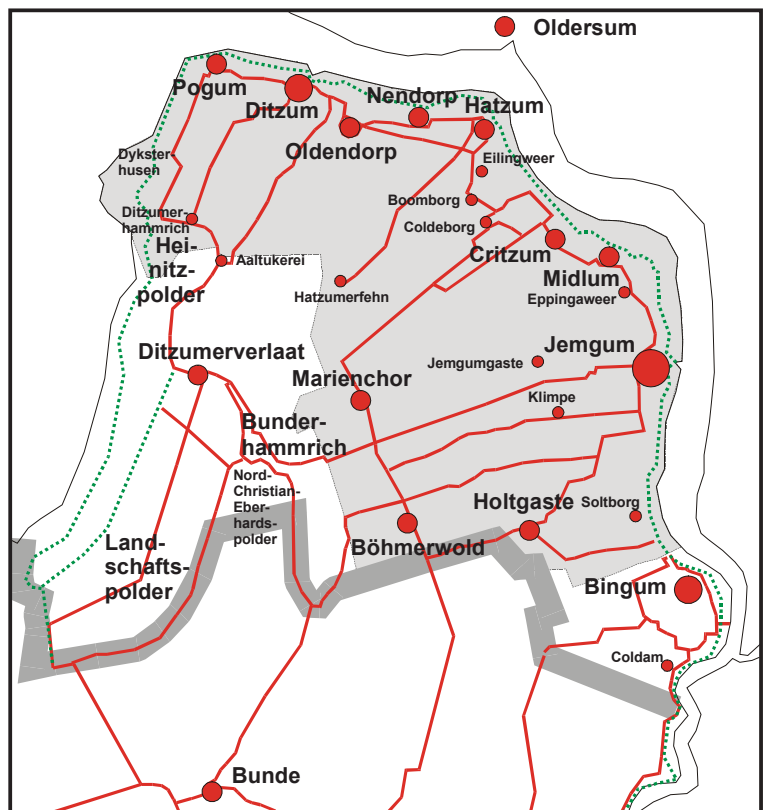 Oldersum
Pogum
Ditzum
Nendorp
Hatzum
Oldendorp
Dykster-
husen
Eilingweer
Boomborg
Ditzumer-
hammrich
Coldeborg
Hei-
nitz-
polder
Critzum
Aaltukerei
Midlum
Hatzumerfehn
Eppingaweer
Ditzumerverlaat
Jemgum
Marienchor
Jemgumgaste
Klimpe
Bunder-
hammrich
Nord-
Christian-
Eber-
hards-
polder
Holtgaste
Soltborg
Land-
schafts-
polder
Böhmerwold
Bingum
Coldam
Bunde